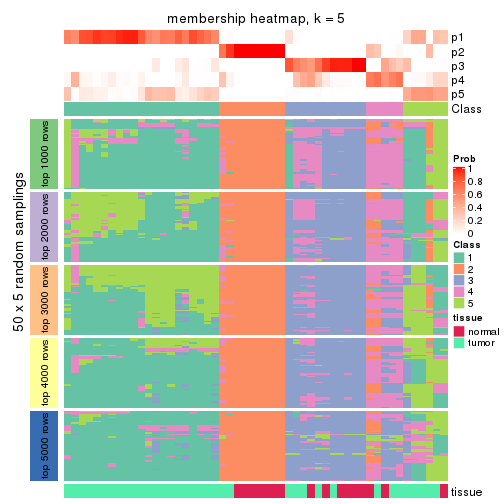 membership heatmap, k = 5
p1
p2
p3
p4
p5
Class
50 x 5 random samplings
top 1000 rows
top 2000 rows
top 3000 rows
top 4000 rows
top 5000 rows
tissue
Prob
1
0.8
0.6
0.4
0.2
0
Class
1
2
3
4
5
tissue
normal
tumor